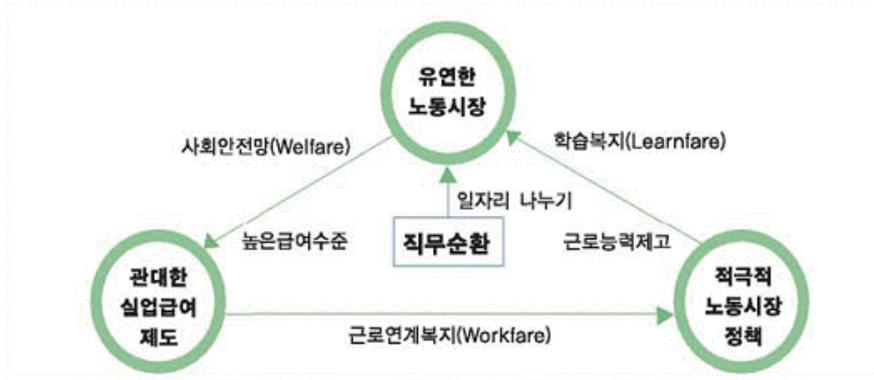 유연한
노동시장
사회안전망(Welfare)
학습복지(Learnfare)
일자리 나누기
높은급여수준
직무순환
근로능력제고
관대한
실업급여
제도
적극적
노동시장
정책
근로연계복지(Workfare)